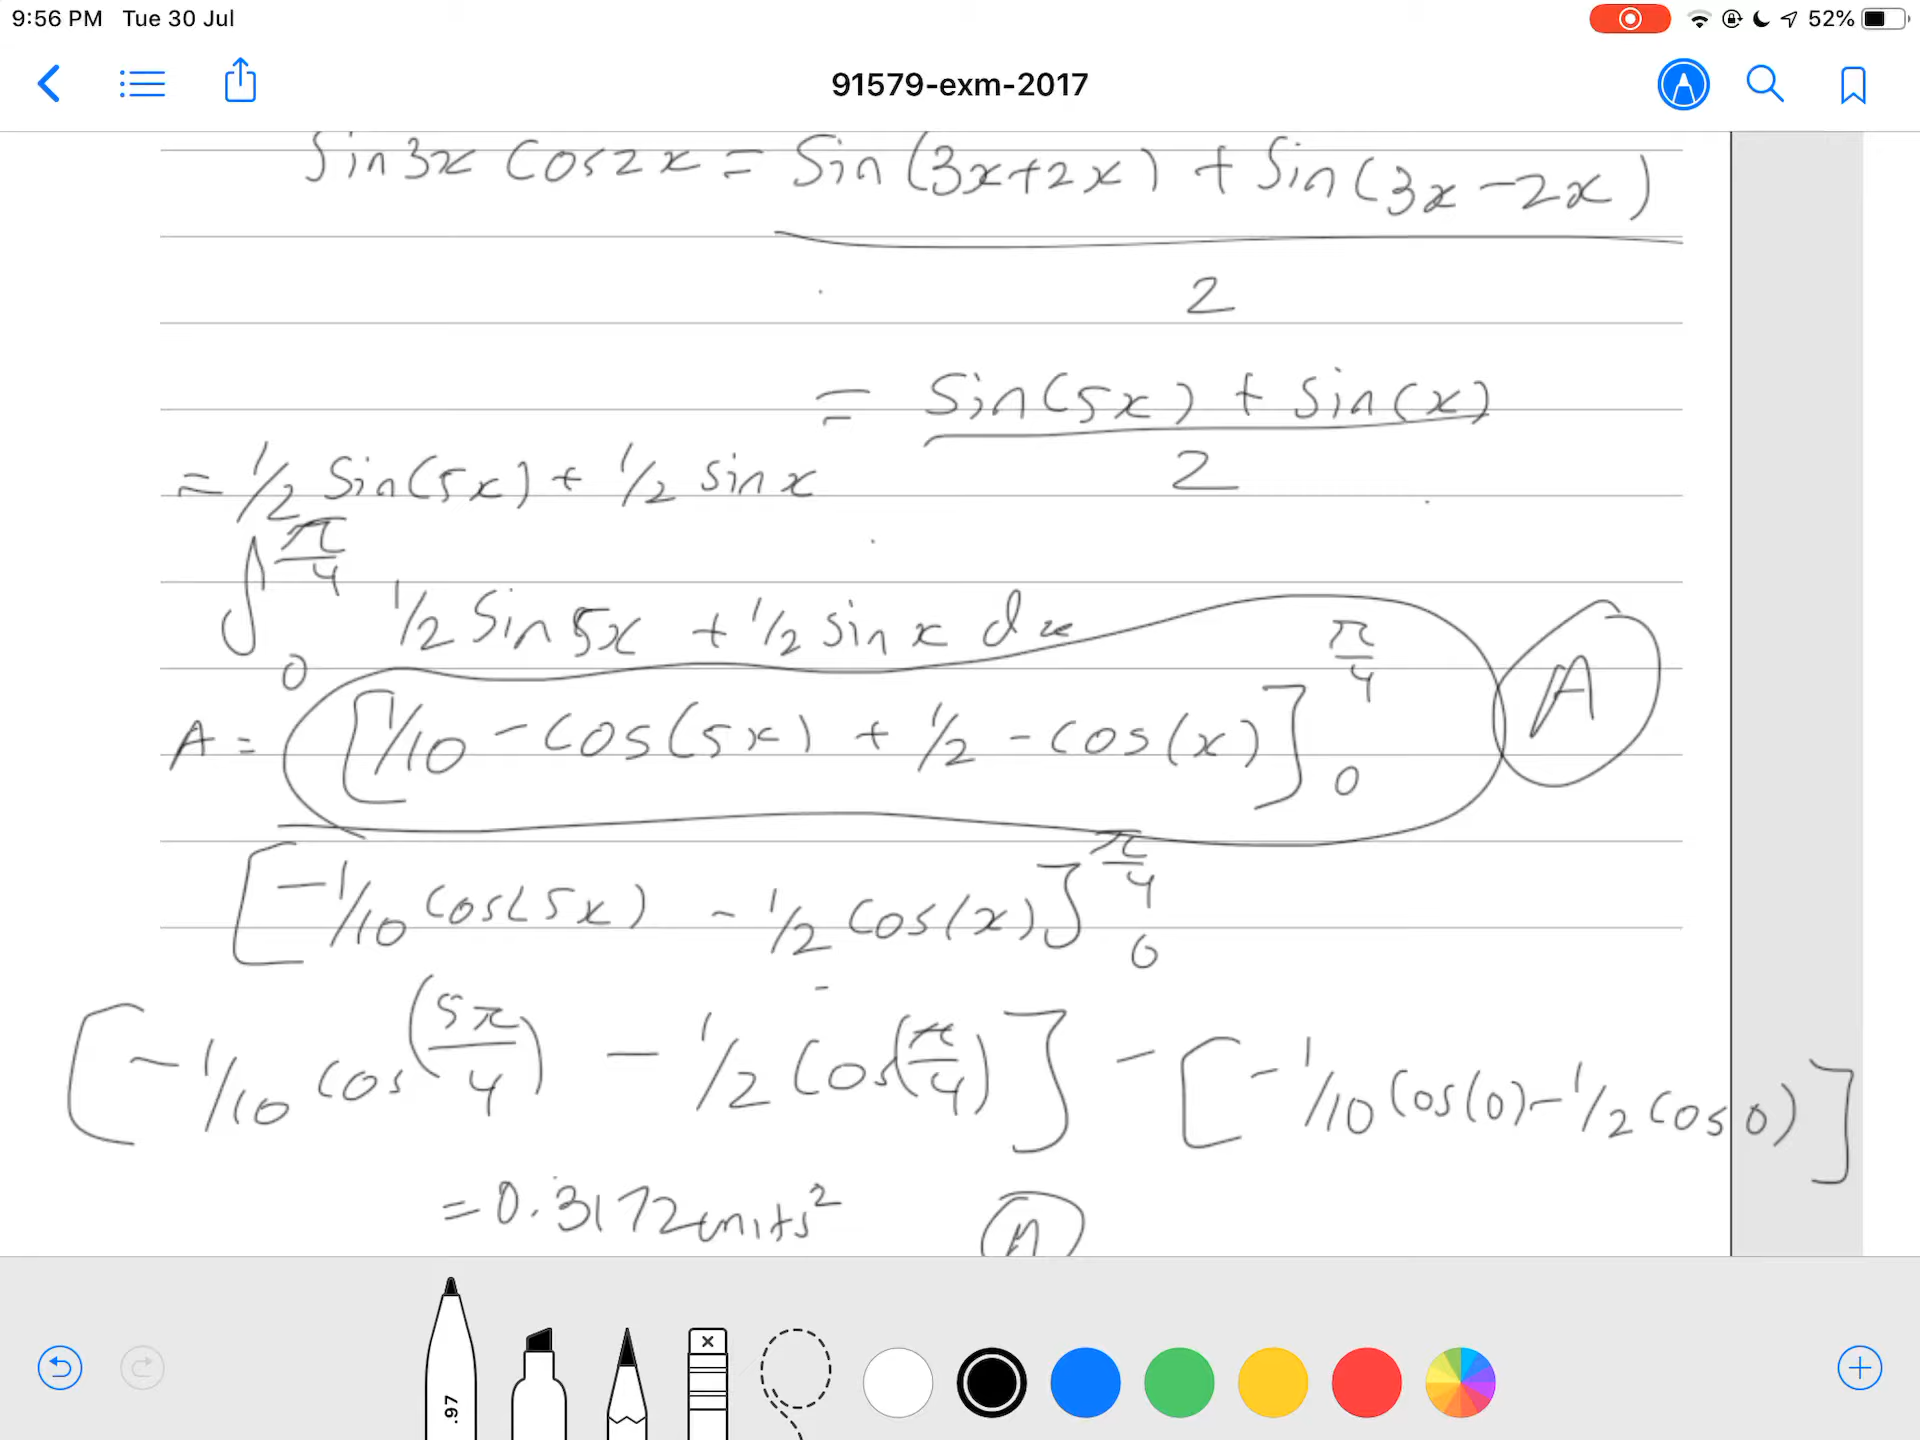 9:56 PM Tue 30 Jul
52%
91579-exm-2017
Sin3x Cos2x = Sin(3x+2x) + Sin(3x-2x)
2
= Sin(5x) + Sin(x)
2
= 1/2 Sin(5x) + 1/2 sin x
∫ π/4 0 1/2 Sin 5x + 1/2 sin x dx
A = [1/10 - cos(5x) + 1/2 - cos(x)] π/4 0 A
[-1/10 cos(5x) - 1/2 cos(x)] π/4 0
[-1/10 cos(5π/4) - 1/2 cos(π/4)] - [-1/10 cos(0) - 1/2 cos 0)]
= 0.3172 units²
.97